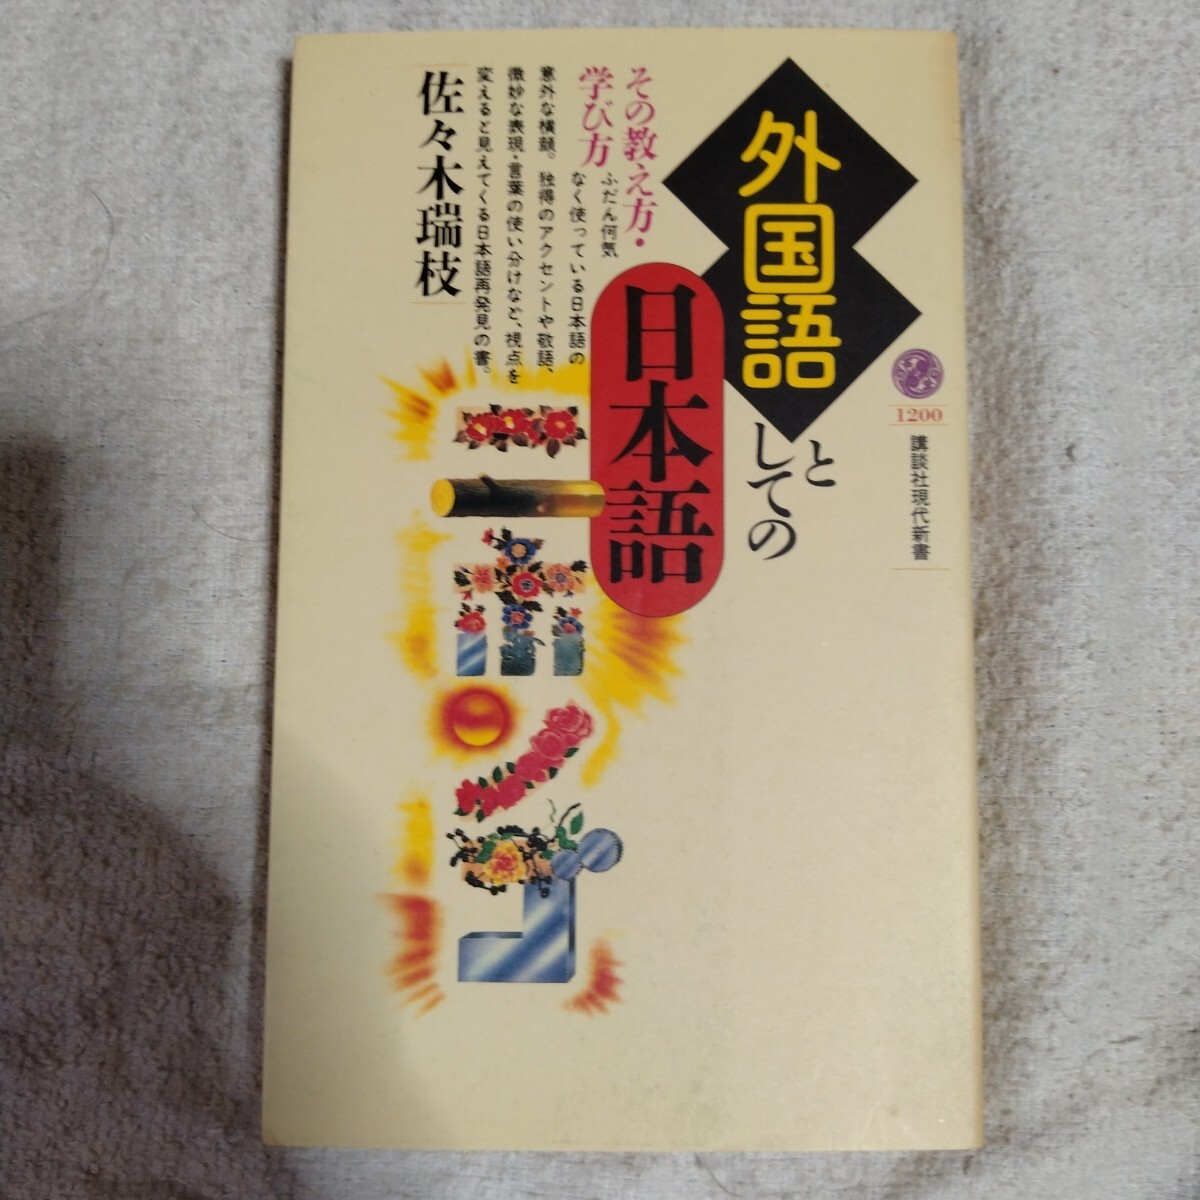 外国語
としての
日本語
その教え方・
学び方
ふだん何気
なく使っている日本語の
意外な横顔。独得のアクセントや敬語、
微妙な表現・言葉の使い分けなど、視点を
変えると見えてくる日本語再発見の書。
佐々木瑞枝
1200
講談社現代新書